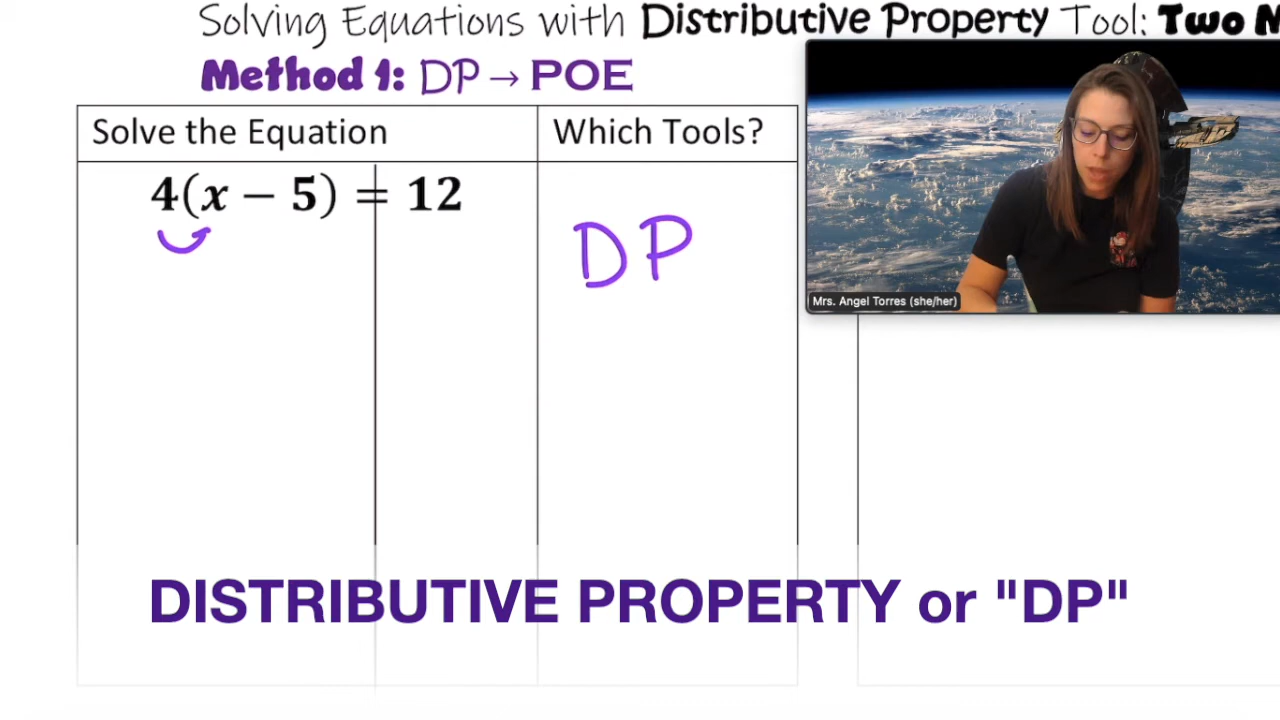 Solving Equations with Distributive Property Tool: Two
Method 1: DP → POE
Solve the Equation
Which Tools?
4(x − 5) = 12
DP
Mrs. Angel Torres (she/her)
DISTRIBUTIVE PROPERTY or "DP"